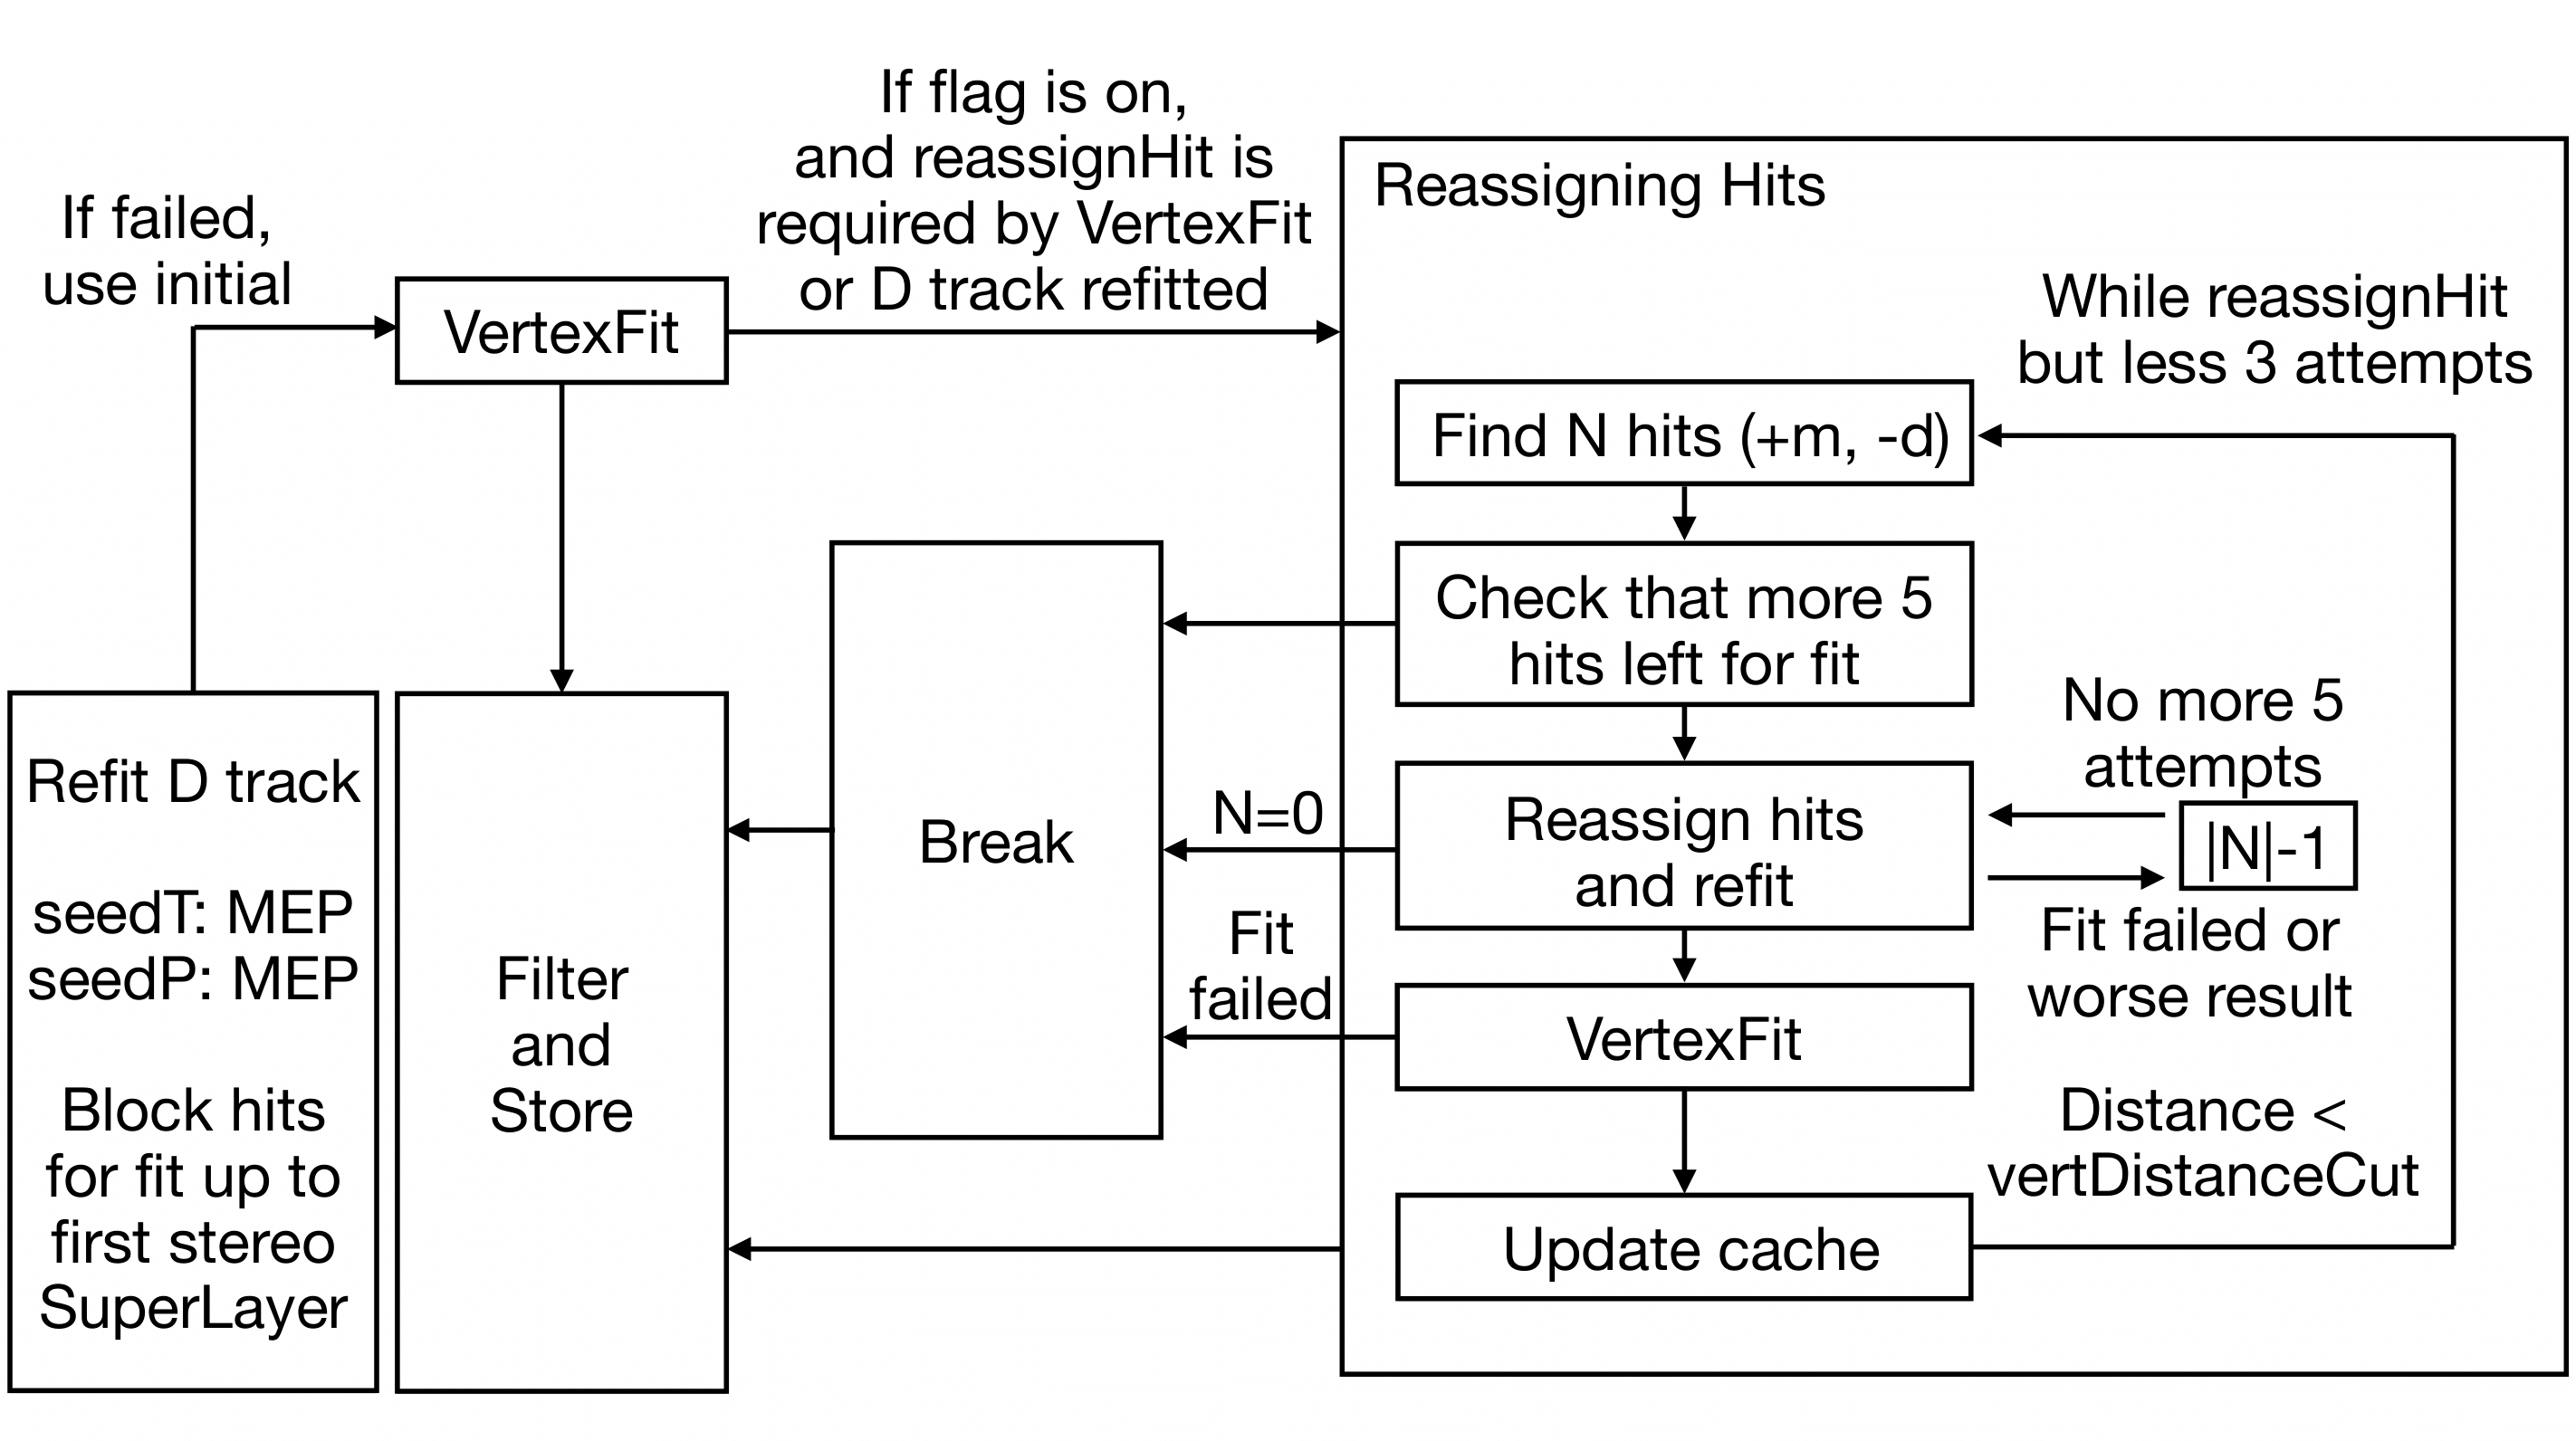 If flag is on,
and reassignHit is
required by VertexFit
or D track refitted
If failed,
use initial
VertexFit
Reassigning Hits
While reassignHit
but less 3 attempts
Find N hits (+m, -d)
Check that more 5
hits left for fit
No more 5
attempts
Reassign hits
and refit
|N|-1
Fit failed or
worse result
N=0
Break
Fit
failed
VertexFit
Distance <
vertDistanceCut
Update cache
Refit D track
seedT: MEP
seedP: MEP
Block hits
for fit up to
first stereo
SuperLayer
Filter
and
Store